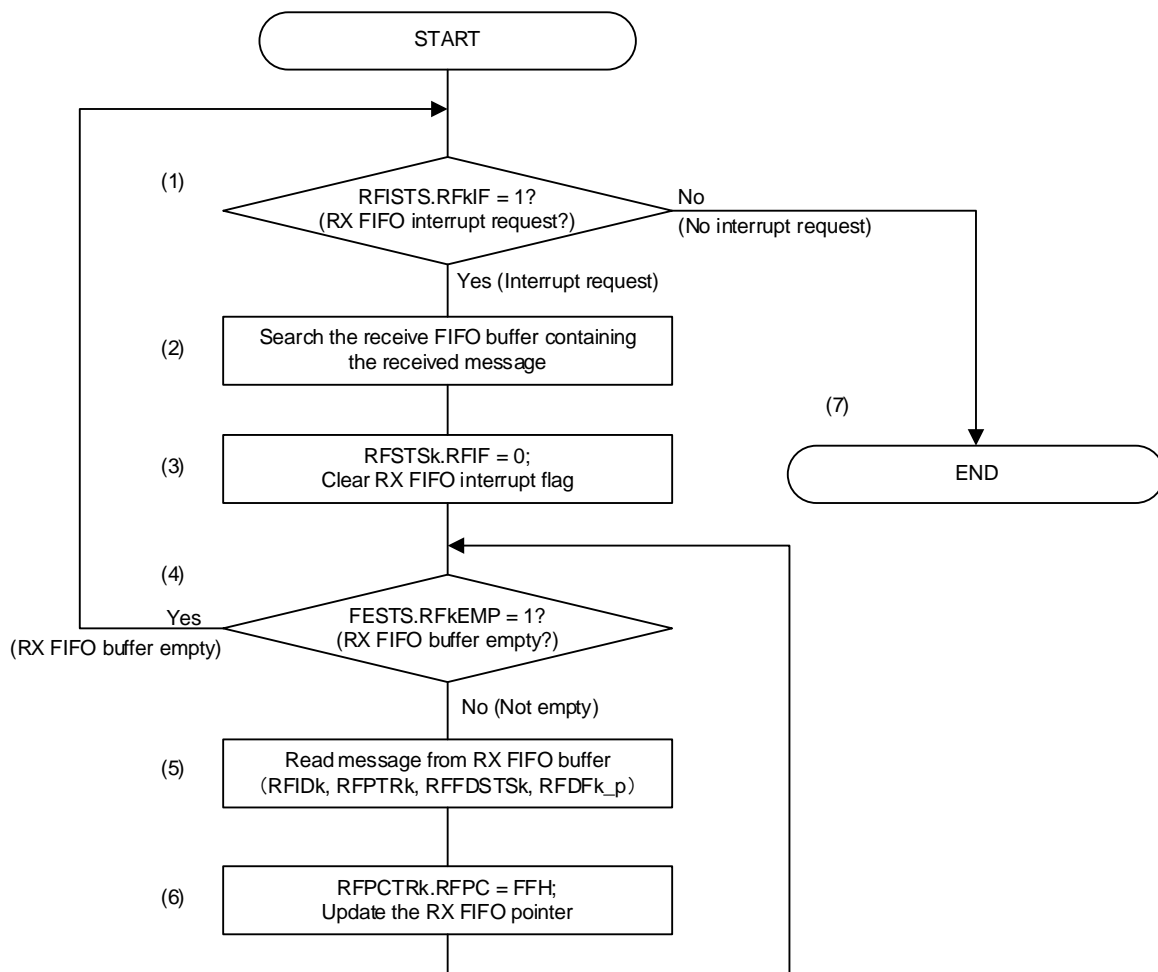 START
(1)
RFISTS.RFkIF = 1?
(RX FIFO interrupt request?)
No
(No interrupt request)
Yes (Interrupt request)
(2)
Search the receive FIFO buffer containing
the received message
(3)
RFSTSk.RFIF = 0;
Clear RX FIFO interrupt flag
(7)
END
(4)
FESTS.RFkEMP = 1?
(RX FIFO buffer empty?)
Yes
(RX FIFO buffer empty)
No (Not empty)
(5)
Read message from RX FIFO buffer
（RFIDk, RFPTRk, RFFDSTSk, RFDFk_p）
(6)
RFPCTRk.RFPC = FFH;
Update the RX FIFO pointer